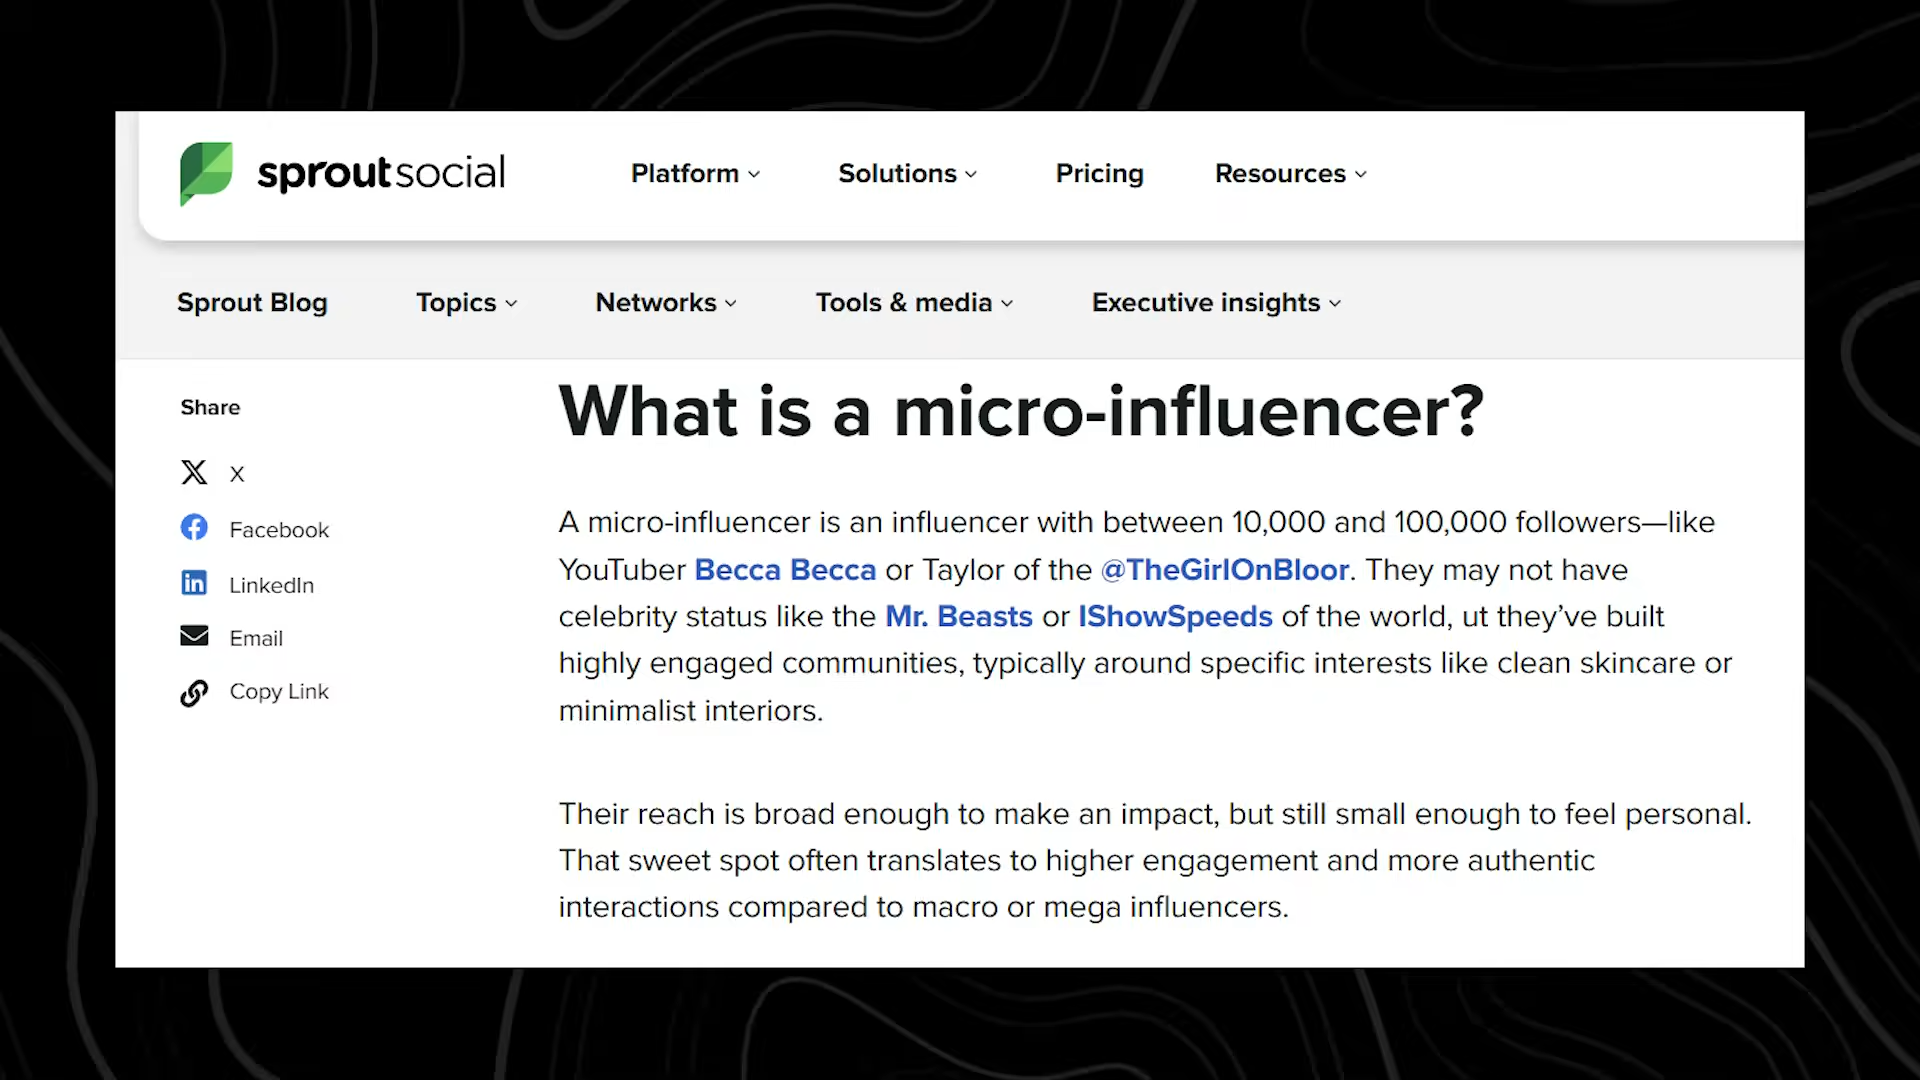 sproutsocial
Platform
Solutions
Pricing
Resources
Sprout Blog
Topics
Networks
Tools & media
Executive insights
Share
X
Facebook
LinkedIn
Email
Copy Link
What is a micro-influencer?
A micro-influencer is an influencer with between 10,000 and 100,000 followers—like
YouTuber Becca Becca or Taylor of the @TheGirlOnBloor. They may not have
celebrity status like the Mr. Beasts or IShowSpeeds of the world, ut they’ve built
highly engaged communities, typically around specific interests like clean skincare or
minimalist interiors.
Their reach is broad enough to make an impact, but still small enough to feel personal.
That sweet spot often translates to higher engagement and more authentic
interactions compared to macro or mega influencers.